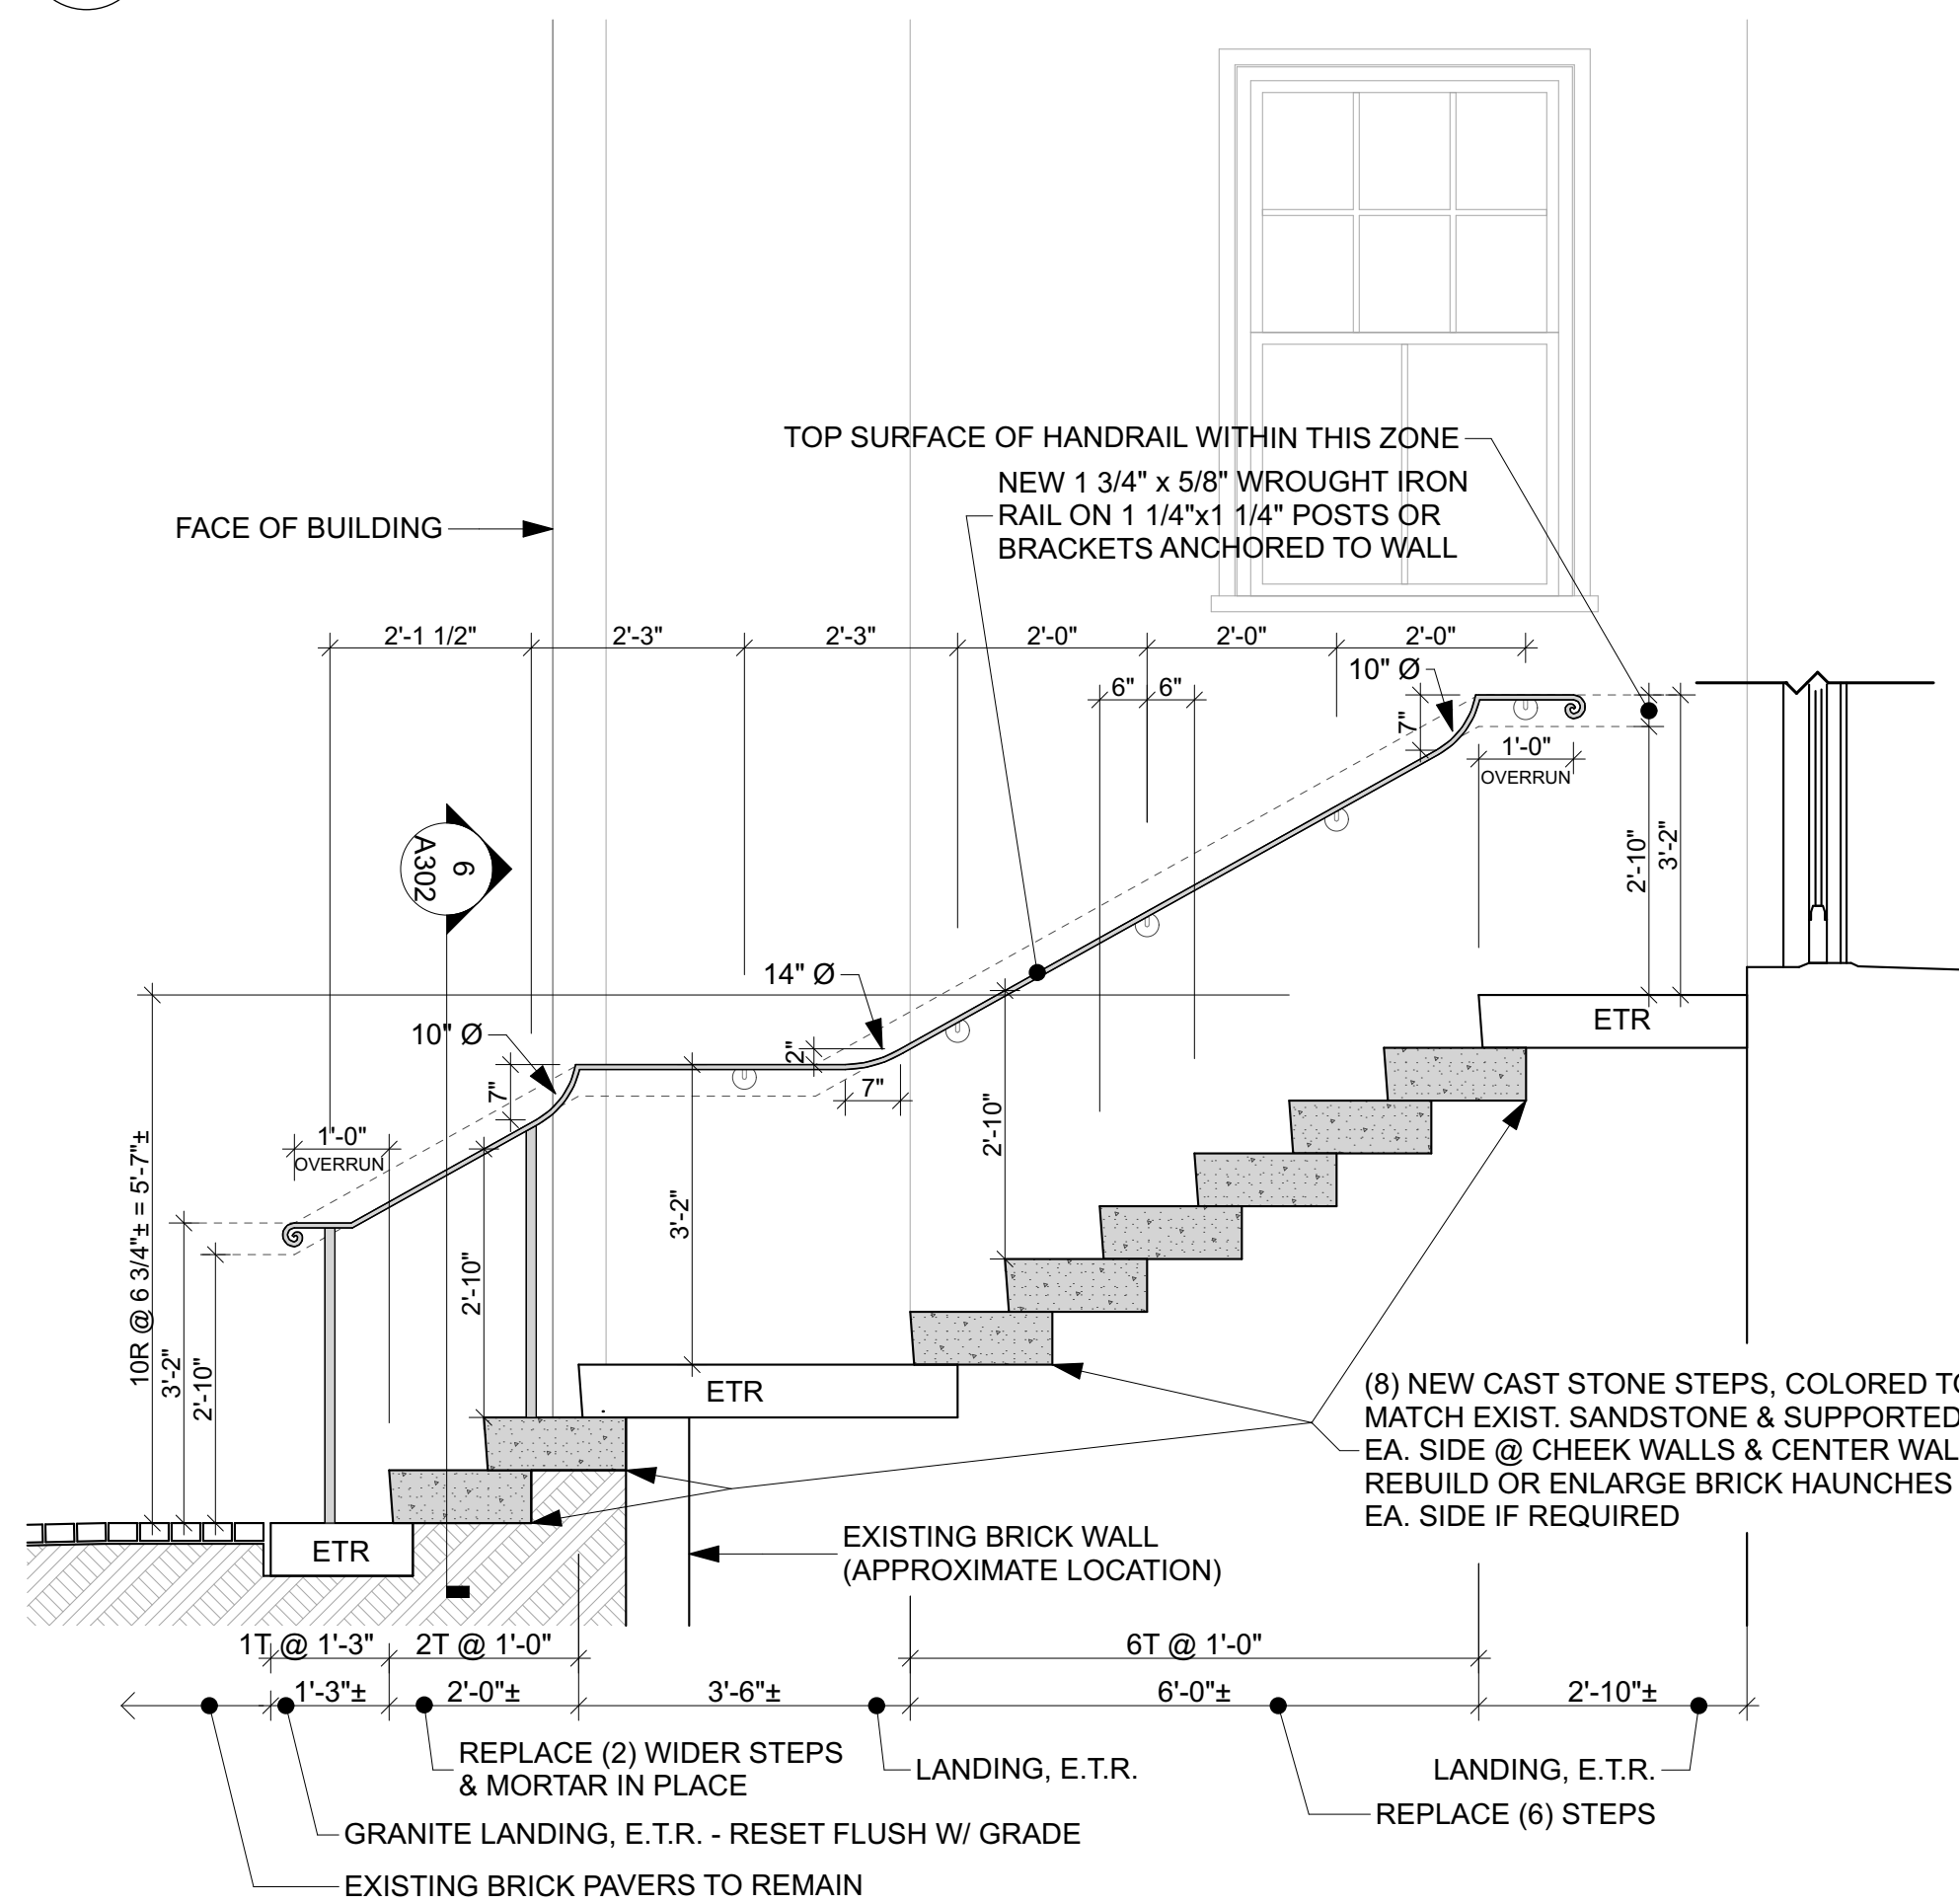 TOP SURFACE OF HANDRAIL WITHIN THIS ZONE
NEW 1 3/4" x 5/8" WROUGHT IRON
RAIL ON 1 1/4"x1 1/4" POSTS OR
BRACKETS ANCHORED TO WALL
FACE OF BUILDING
2'-1 1/2"
2'-3"
2'-3"
2'-0"
2'-0"
2'-0"
10" Ø
6"
6"
7"
1'-0"
OVERRUN
2'-10"
3'-2"
6
A302
14" Ø
10" Ø
2"
7"
7"
1'-0"
OVERRUN
2'-10"
3'-2"
2'-10"
10R @ 6 3/4"± = 5'-7"±
3'-2"
2'-10"
ETR
ETR
ETR
(8) NEW CAST STONE STEPS, COLORED TO
MATCH EXIST. SANDSTONE & SUPPORTED
EA. SIDE @ CHEEK WALLS & CENTER WAL
REBUILD OR ENLARGE BRICK HAUNCHES
EA. SIDE IF REQUIRED
EXISTING BRICK WALL
(APPROXIMATE LOCATION)
1T @ 1'-3"
2T @ 1'-0"
6T @ 1'-0"
1'-3"±
2'-0"±
3'-6"±
6'-0"±
2'-10"±
REPLACE (2) WIDER STEPS
& MORTAR IN PLACE
LANDING, E.T.R.
LANDING, E.T.R.
REPLACE (6) STEPS
GRANITE LANDING, E.T.R. - RESET FLUSH W/ GRADE
EXISTING BRICK PAVERS TO REMAIN